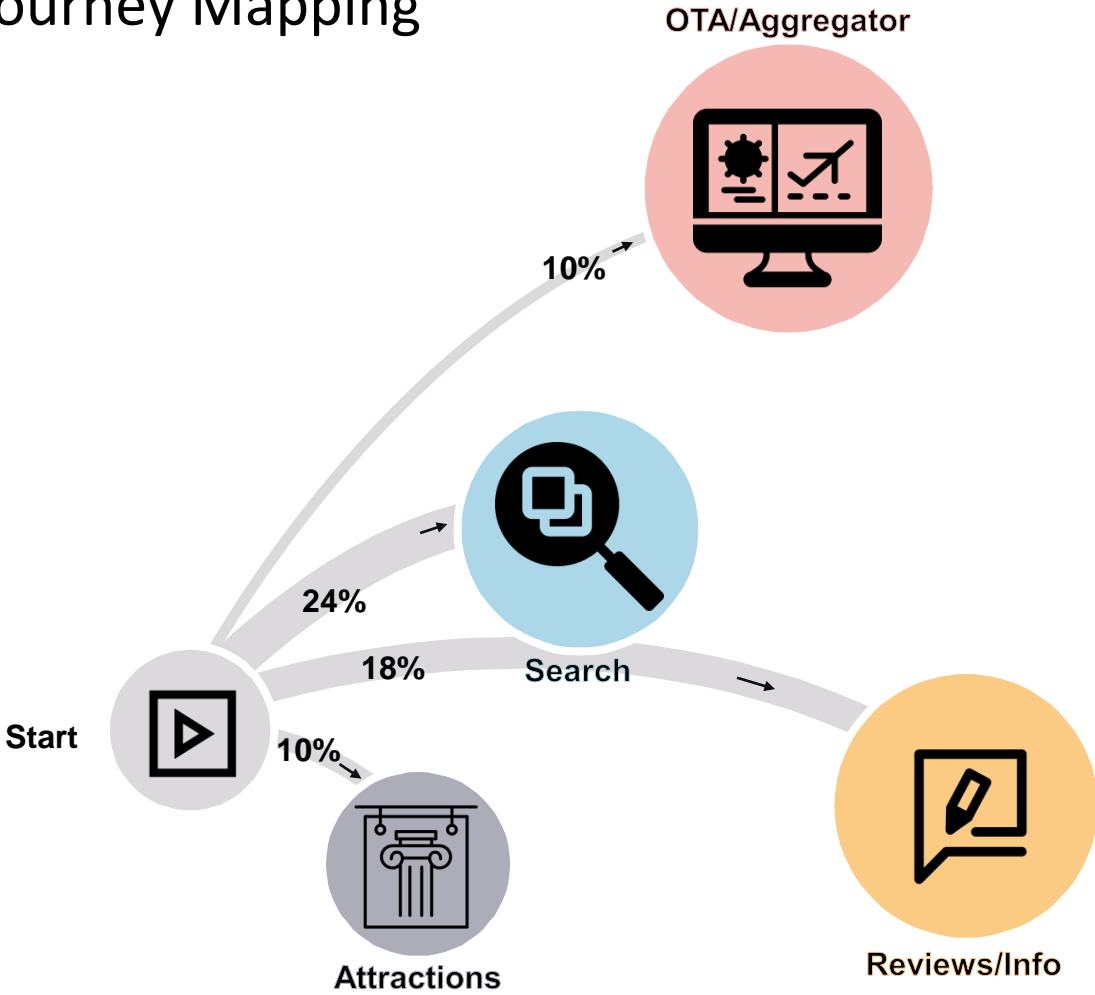 ourney Mapping
OTA/Aggregator
10%
24%
18%
Search
Start
10%
Attractions
Reviews/Info